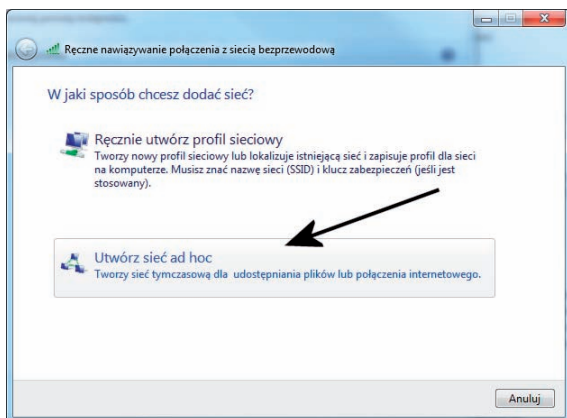 Ręczne nawiązywanie połączenia z siecią bezprzewodową
W jaki sposób chcesz dodać sieć?
Ręcznie utwórz profil sieciowy
Tworzy nowy profil sieciowy lub lokalizuje istniejącą sieć i zapisuje profil dla sieci
na komputerze. Musisz znać nazwę sieci (SSID) i klucz zabezpieczeń (jeśli jest
stosowany).
Utwórz sieć ad hoc
Tworzy sieć tymczasową dla udostępniania plików lub połączenia internetowego.
Anuluj